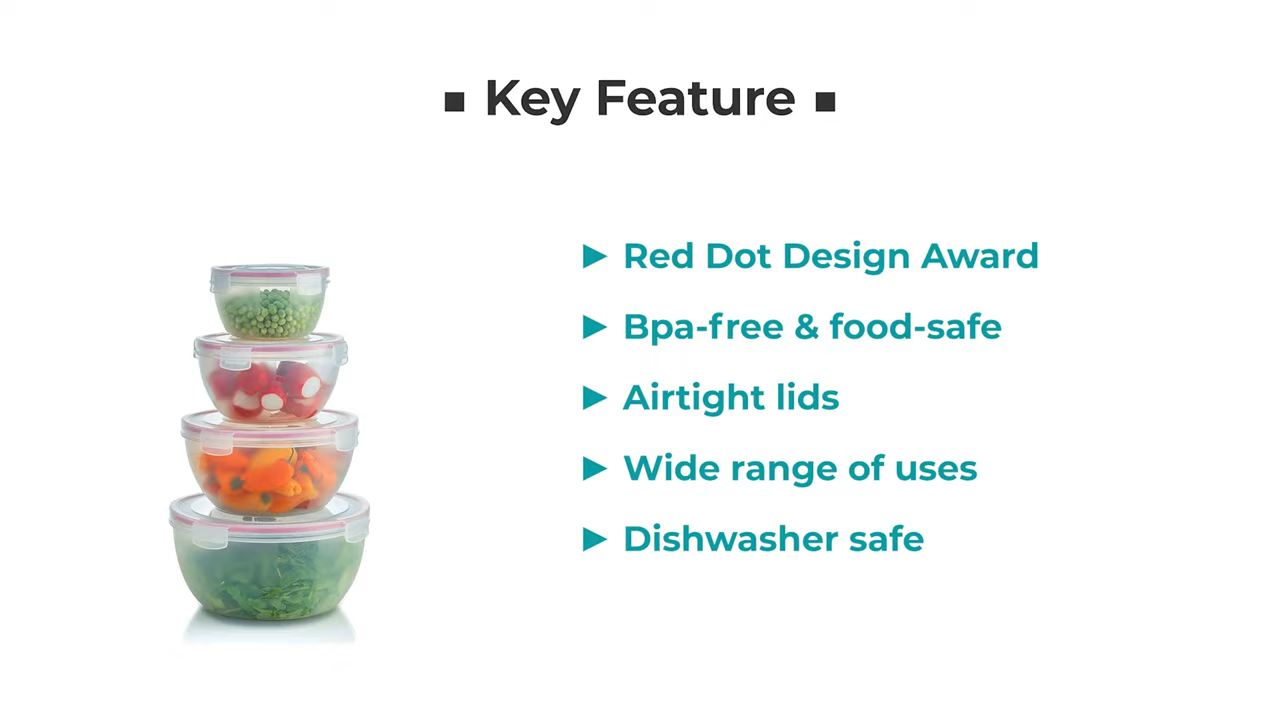 ▪ Key Feature ▪
► Red Dot Design Award
► Bpa-free & food-safe
► Airtight lids
► Wide range of uses
► Dishwasher safe